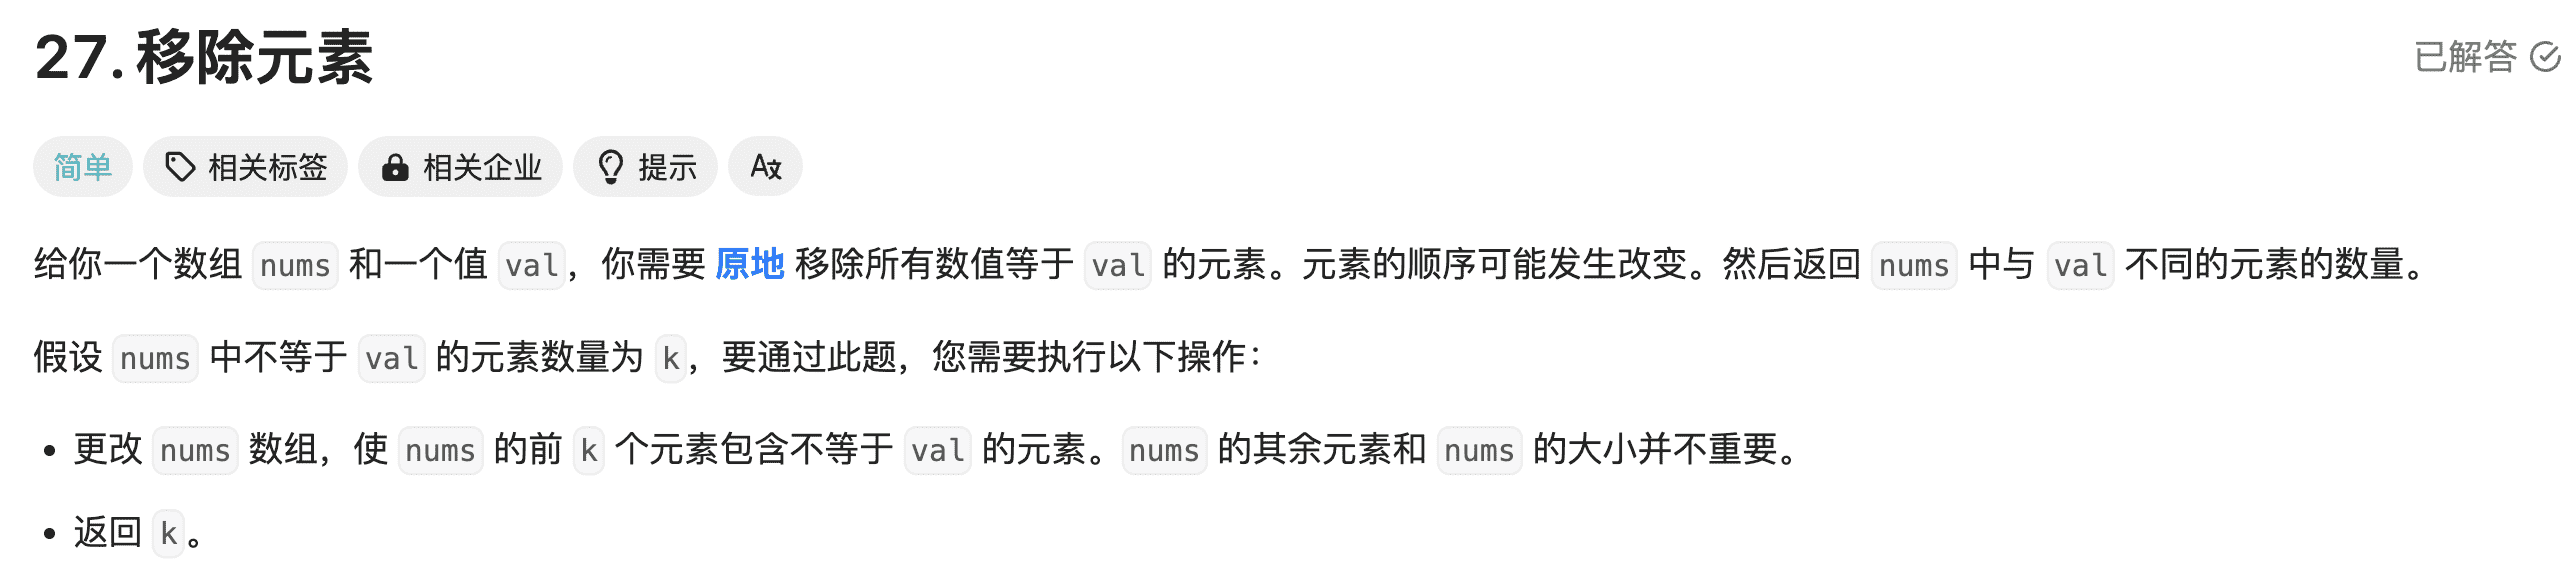 27. 移除元素
已解答
简单 相关标签 相关企业 提示 A文
给你一个数组 nums 和一个值 val，你需要 原地 移除所有数值等于 val 的元素。元素的顺序可能发生改变。然后返回 nums 中与 val 不同的元素的数量。
假设 nums 中不等于 val 的元素数量为 k，要通过此题，您需要执行以下操作：
• 更改 nums 数组，使 nums 的前 k 个元素包含不等于 val 的元素。nums 的其余元素和 nums 的大小并不重要。
• 返回 k。